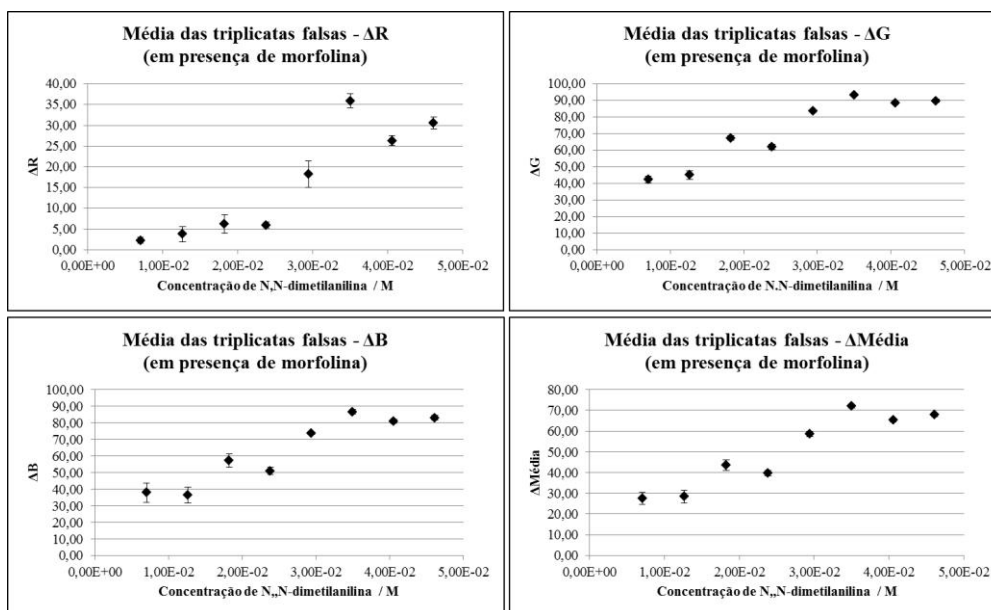 Média das triplicatas falsas - ΔR
(em presença de morfolina)
40,00
35,00
30,00
25,00
20,00
15,00
10,00
5,00
0,00
ΔR
0,00E+00 1,00E-02 2,00E-02 3,00E-02 4,00E-02 5,00E-02
Concentração de N,N-dimetilanilina / M
Média das triplicatas falsas - ΔG
(em presença de morfolina)
100,00
90,00
80,00
70,00
60,00
50,00
40,00
30,00
20,00
10,00
0,00
ΔG
0,00E+00 1,00E-02 2,00E-02 3,00E-02 4,00E-02 5,00E-02
Concentração de N.N-dimetilanilina / M
Média das triplicatas falsas - ΔB
(em presença de morfolina)
100,00
90,00
80,00
70,00
60,00
50,00
40,00
30,00
20,00
10,00
0,00
ΔB
0,00E+00 1,00E-02 2,00E-02 3,00E-02 4,00E-02 5,00E-02
Concentração de N,,N-dimetilanilina / M
Média das triplicatas falsas - ΔMédia
(em presença de morfolina)
80,00
70,00
60,00
50,00
40,00
30,00
20,00
10,00
0,00
ΔMédia
0,00E+00 1,00E-02 2,00E-02 3,00E-02 4,00E-02 5,00E-02
Concentração de N,,N-dimetilanilina / M